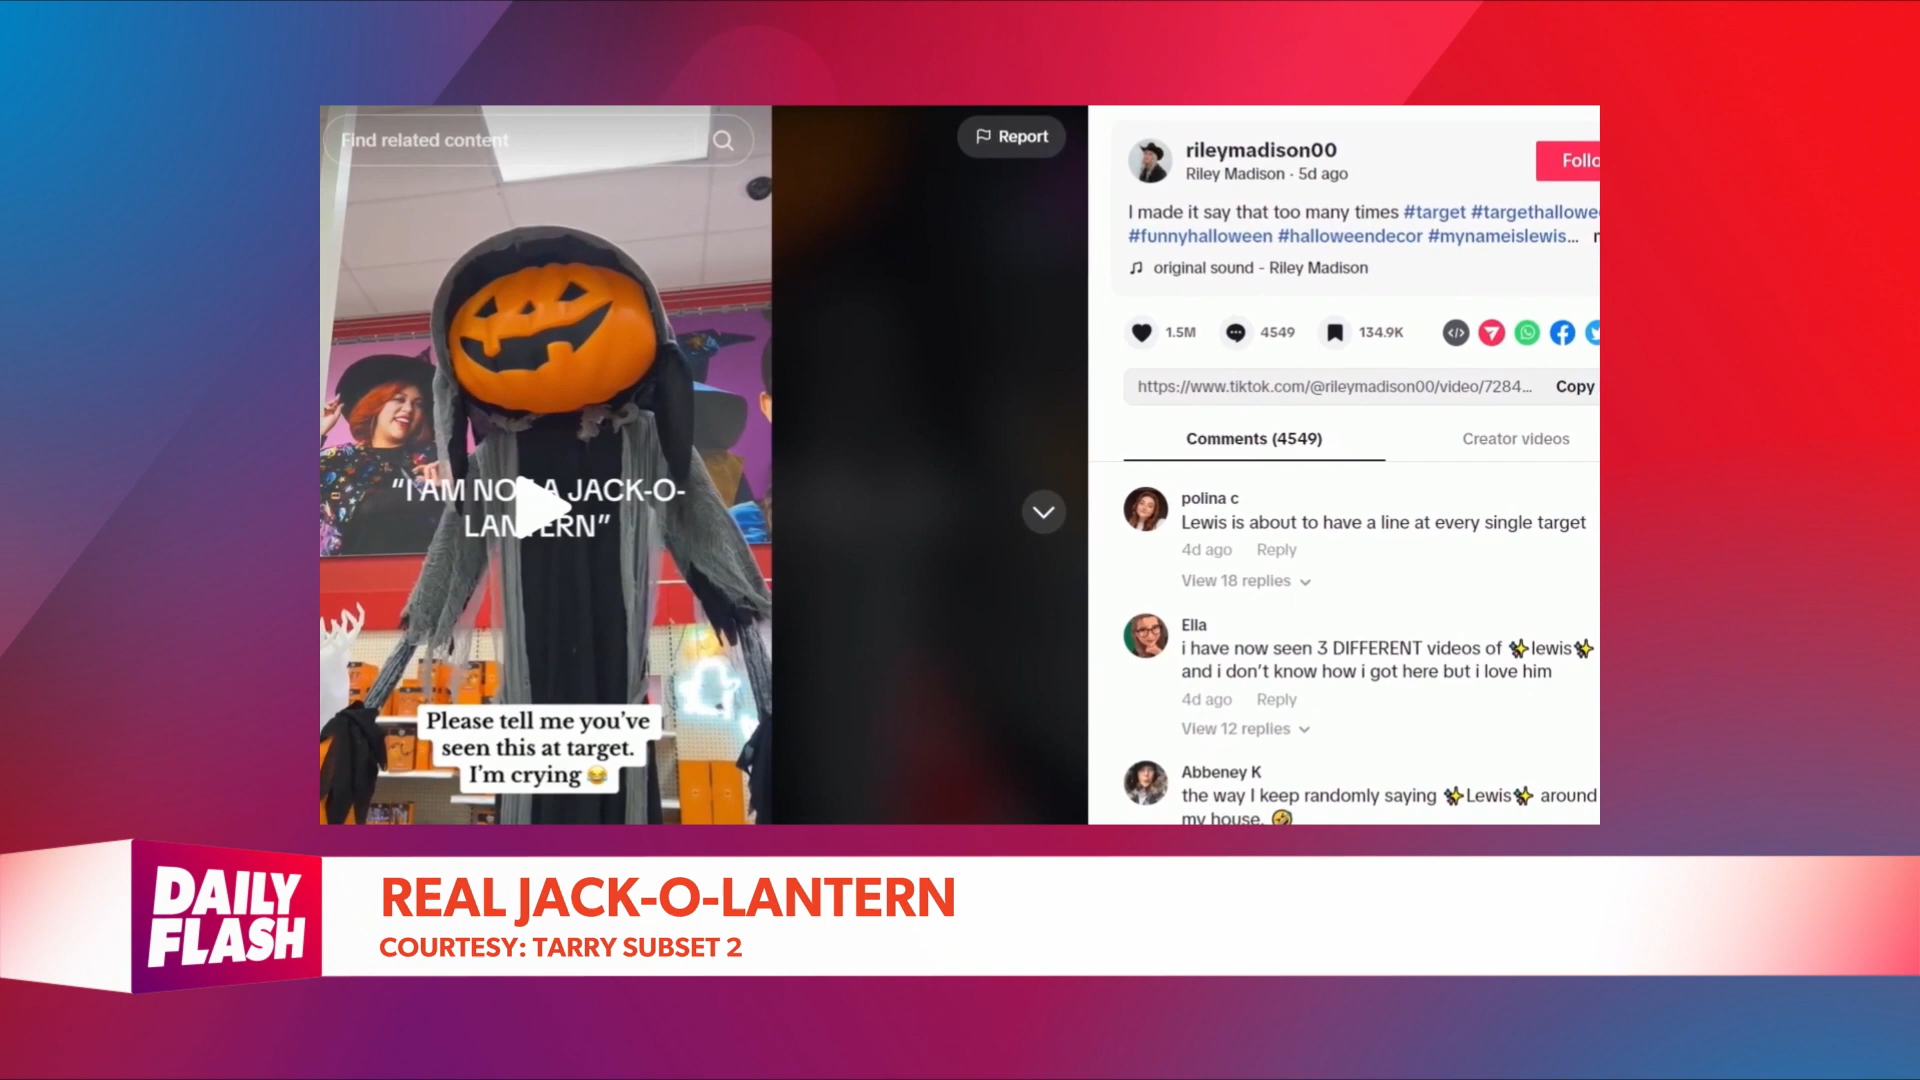 Find related content
Report
"I AM NOT A JACK-O-
LANTERN"
Please tell me you've
seen this at target.
I'm crying 😂
rileymadison00
Riley Madison · 5d ago
Follo
I made it say that too many times #target #targethallowee
#funnyhalloween #halloweendecor #mynameislewis...
original sound - Riley Madison
1.5M
4549
134.9K
https://www.tiktok.com/@rileymadison00/video/7284...
Copy
Comments (4549)
Creator videos
polina c
Lewis is about to have a line at every single target
4d ago Reply
View 18 replies
Ella
i have now seen 3 DIFFERENT videos of ✨lewis✨
and i don't know how i got here but i love him
4d ago Reply
View 12 replies
Abbeney K
the way I keep randomly saying ✨Lewis✨ around
my house. 🤣
DAILY
FLASH
REAL JACK-O-LANTERN
COURTESY: TARRY SUBSET 2